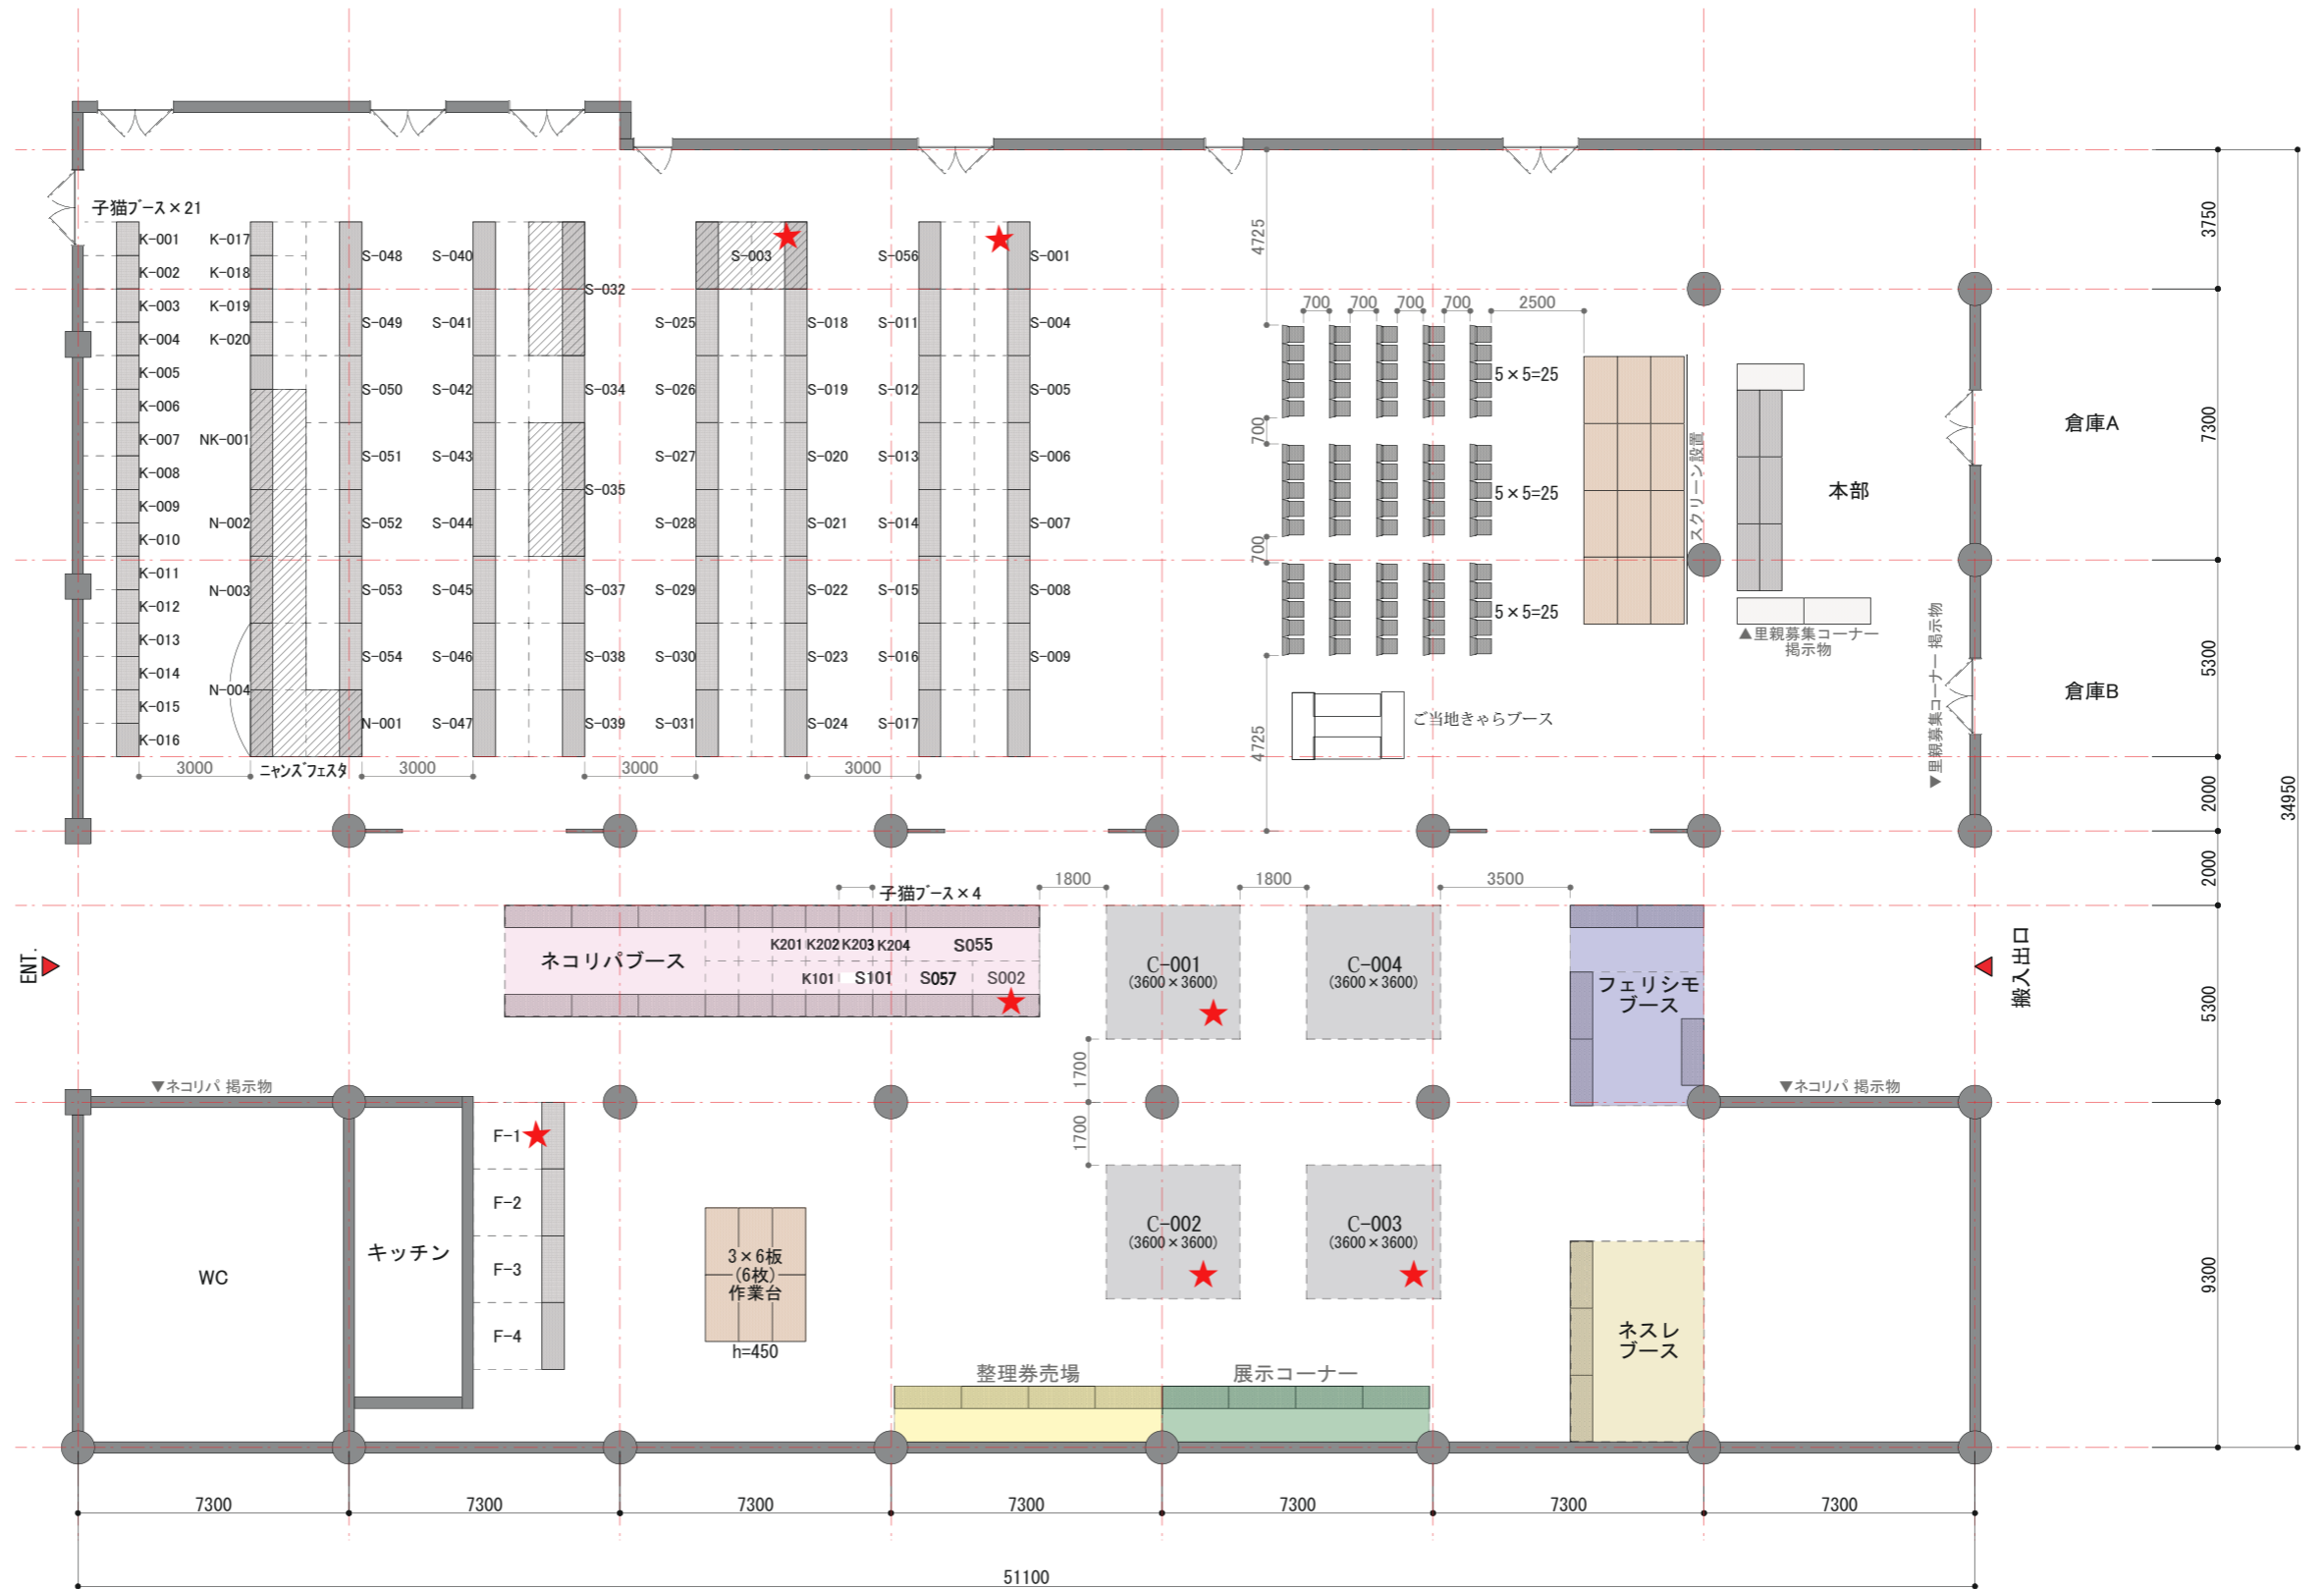 子猫ブース×21
K-001
K-002
K-003
K-004
K-005
K-006
K-007
K-008
K-009
K-010
K-011
K-012
K-013
K-014
K-015
K-016
K-017
K-018
K-019
K-020
NK-001
N-002
N-003
N-004
ニャンズフェスタ
S-048
S-049
S-050
S-051
S-052
S-053
S-054
N-001
S-040
S-041
S-042
S-043
S-044
S-045
S-046
S-047
S-032
S-034
S-035
S-037
S-038
S-039
S-003
S-025
S-026
S-027
S-028
S-029
S-030
S-031
S-018
S-019
S-020
S-021
S-022
S-023
S-024
S-056
S-011
S-012
S-013
S-014
S-015
S-016
S-017
S-001
S-004
S-005
S-006
S-007
S-008
S-009
3000
3000
3000
3000
4725
700
700
700
700
2500
700
700
4725
5×5=25
5×5=25
5×5=25
スクリーン設置
本部
▲里親募集コーナー
掲示物
▼里親募集コーナー 掲示物
ご当地きゃらブース
倉庫A
倉庫B
3750
7300
5300
2000
2000
5300
9300
34950
ENT.
子猫ブース×4
1800
1800
3500
ネコリパブース
K201
K202
K203
K204
S055
K101
S101
S057
S002
C-001
(3600×3600)
C-004
(3600×3600)
フェリシモ
ブース
搬入出口
1700
1700
▼ネコリパ 掲示物
▼ネコリパ 掲示物
F-1
F-2
F-3
F-4
WC
キッチン
3×6板
(6枚)
作業台
h=450
C-002
(3600×3600)
C-003
(3600×3600)
ネスレ
ブース
整理券売場
展示コーナー
7300
7300
7300
7300
7300
7300
7300
51100